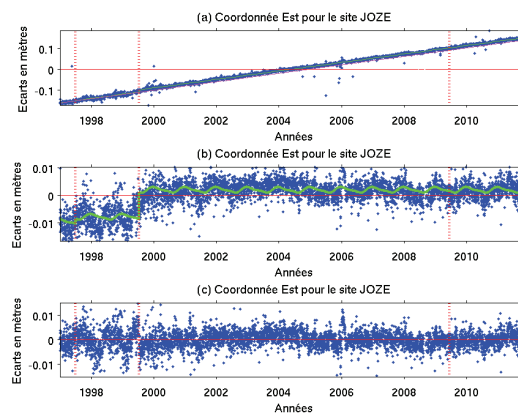 (a) Coordonnée Est pour le site JOZE
Ecarts en mètres
0.1
0
-0.1
1998 2000 2002 2004 2006 2008 2010
Années
(b) Coordonnée Est pour le site JOZE
Ecarts en mètres
0.01
0
-0.01
1998 2000 2002 2004 2006 2008 2010
Années
(c) Coordonnée Est pour le site JOZE
Ecarts en mètres
0.01
0
-0.01
1998 2000 2002 2004 2006 2008 2010
Années